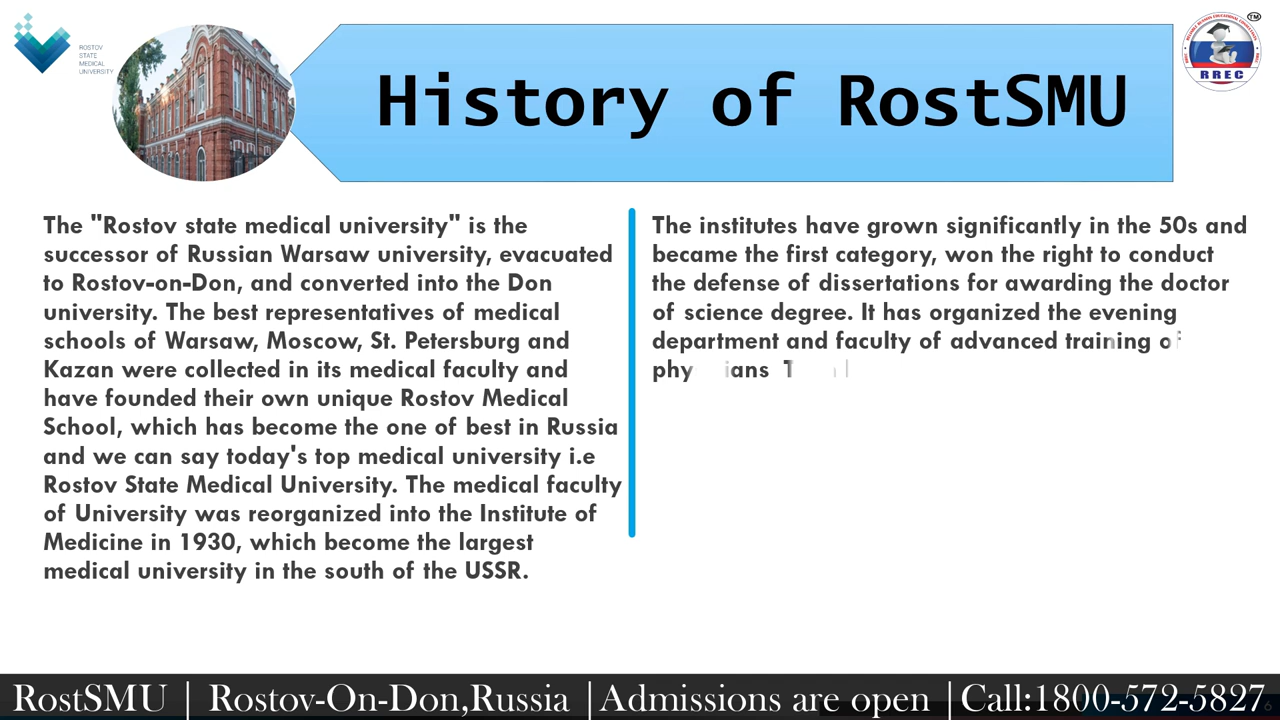 ROSTOV
STATE
MEDICAL
UNIVERSITY
History of RostSMU
RREC
TM
The "Rostov state medical university" is the
successor of Russian Warsaw university, evacuated
to Rostov-on-Don, and converted into the Don
university. The best representatives of medical
schools of Warsaw, Moscow, St. Petersburg and
Kazan were collected in its medical faculty and
have founded their own unique Rostov Medical
School, which has become the one of best in Russia
and we can say today's top medical university i.e
Rostov State Medical University. The medical faculty
of University was reorganized into the Institute of
Medicine in 1930, which become the largest
medical university in the south of the USSR.
The institutes have grown significantly in the 50s and
became the first category, won the right to conduct
the defense of dissertations for awarding the doctor
of science degree. It has organized the evening
department and faculty of advanced training of
RostSMU | Rostov-On-Don,Russia |Admissions are open |Call:1800-572-5827